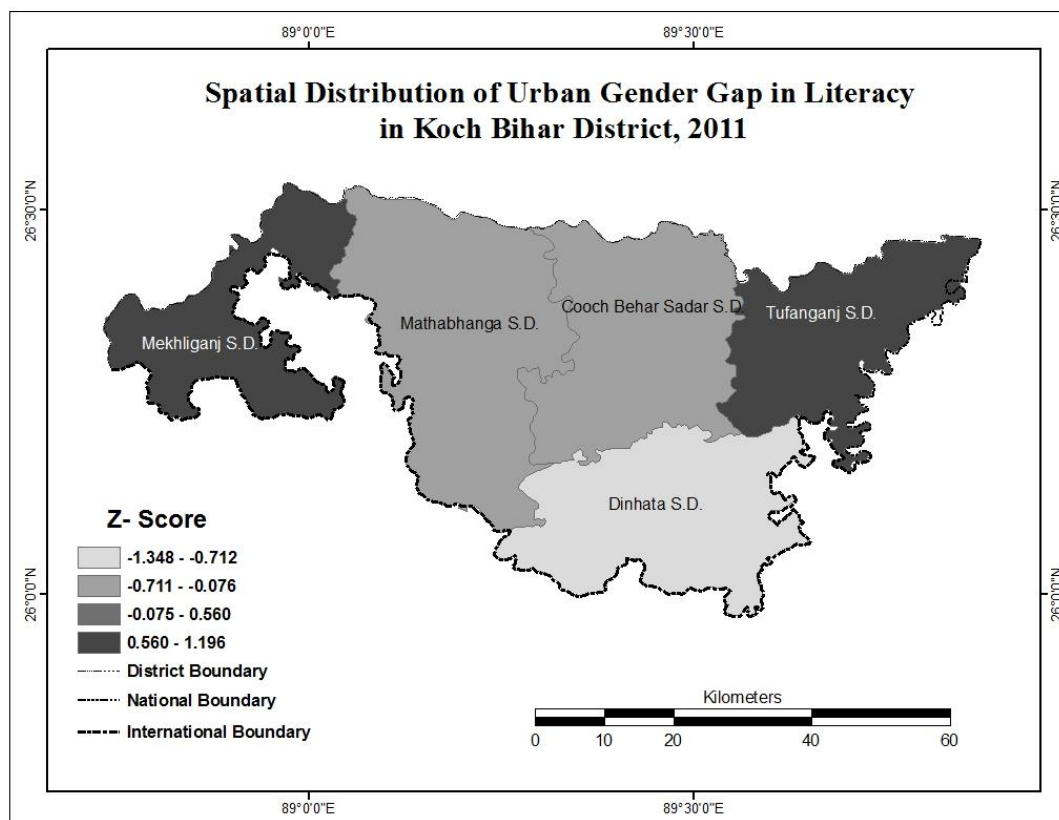 89°0'0"E 89°30'0"E
Spatial Distribution of Urban Gender Gap in Literacy
in Koch Bihar District, 2011
26°30'0"N 26°30'0"N
Cooch Behar Sadar S.D.
Tufanganj S.D.
Mathabhanga S.D.
Mekhliganj S.D.
Dinhata S.D.
Z- Score
-1.348 - -0.712
-0.711 - -0.076
-0.075 - 0.560
0.560 - 1.196
District Boundary
National Boundary
International Boundary
26°0'0"N 26°0'0"N
Kilometers
0 10 20 40 60
89°0'0"E 89°30'0"E